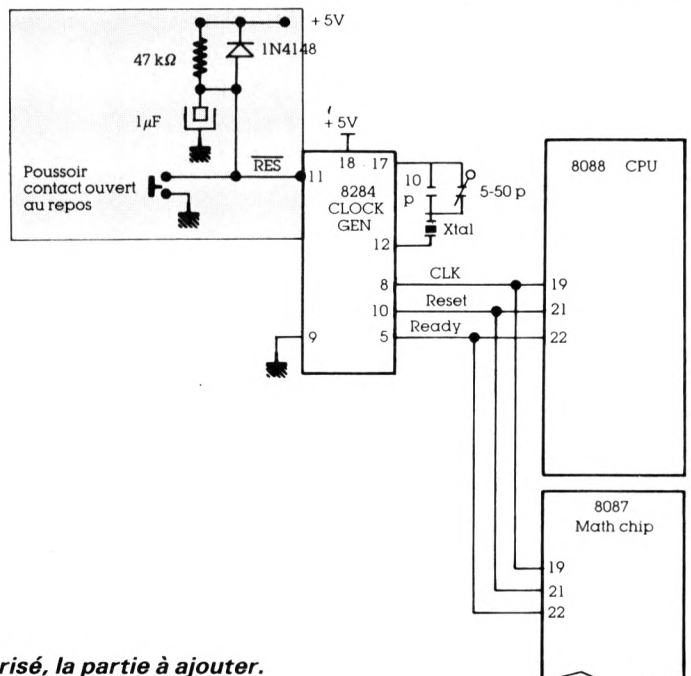 + 5V
1N4148
47 kΩ
1µF
+ 5V
Poussoir
contact ouvert
au repos
RES
11
18
17
8284
CLOCK
GEN
10
p
5-50 p
12
Xtal
8
CLK
10
Reset
5
Ready
9
8088 CPU
19
21
22
8087
Math chip
19
21
22
risé, la partie à ajouter.